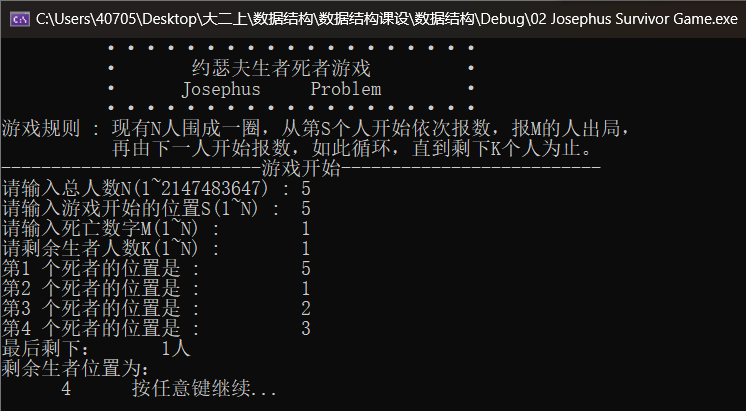 C:\Users\40705\Desktop\大二上\数据结构\数据结构课设\数据结构\Debug\02 Josephus Survivor Game.exe
· · · · · · · · · · · · · · · · · · ·
· 约瑟夫生者死者游戏 ·
· Josephus Problem ·
· · · · · · · · · · · · · · · · · · ·
游戏规则 : 现有N人围成一圈，从第S个人开始依次报数，报M的人出局，
再由下一人开始报数，如此循环，直到剩下K个人为止。
--------------------------游戏开始--------------------------
请输入总人数N(1~2147483647) : 5
请输入游戏开始的位置S(1~N) : 5
请输入死亡数字M(1~N) : 1
请剩余生者人数K(1~N) : 1
第1 个死者的位置是 : 5
第2 个死者的位置是 : 1
第3 个死者的位置是 : 2
第4 个死者的位置是 : 3
最后剩下: 1人
剩余生者位置为:
4 按任意键继续...